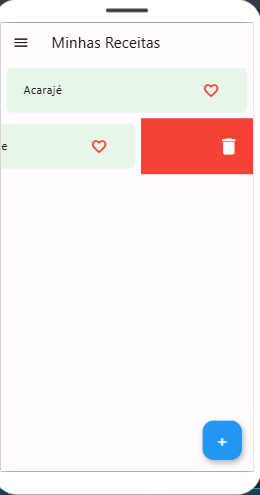 Minhas Receitas
Acarajé
e
+